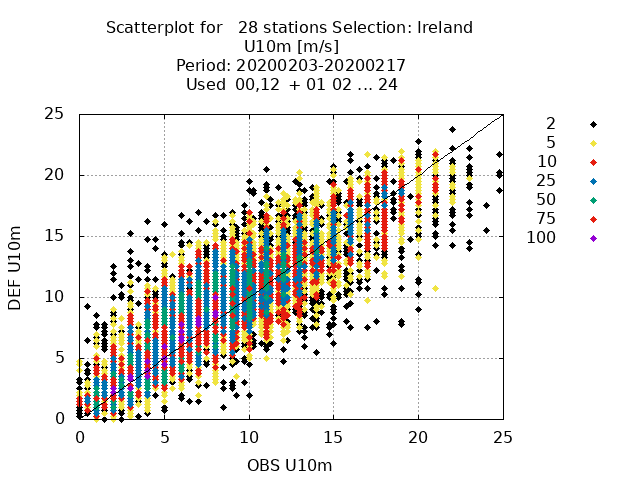 Scatterplot for   28 stations Selection: Ireland
U10m [m/s]
Period: 20200203-20200217
Used  00,12  + 01 02 ... 24
25
20
15
10
5
0
DEF U10m
0 5 10 15 20 25
OBS U10m
2
5
10
25
50
75
100